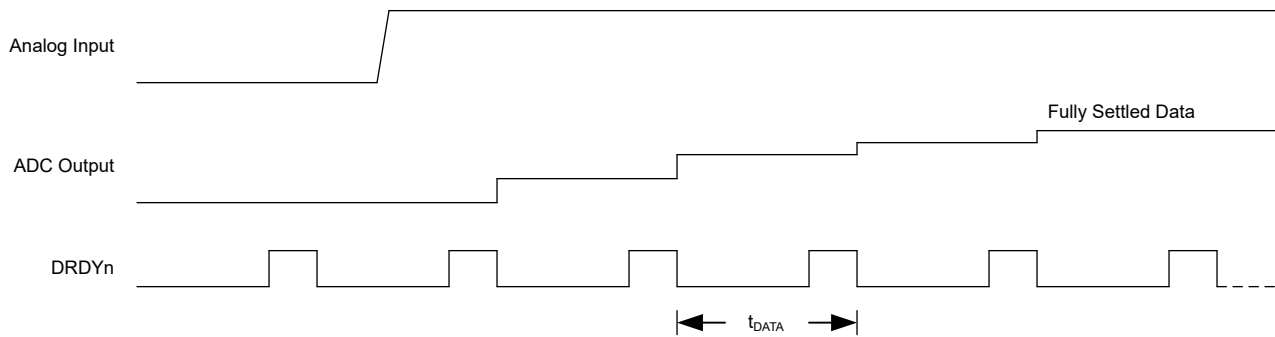 Analog Input
Fully Settled Data
ADC Output
DRDYn
tDATA